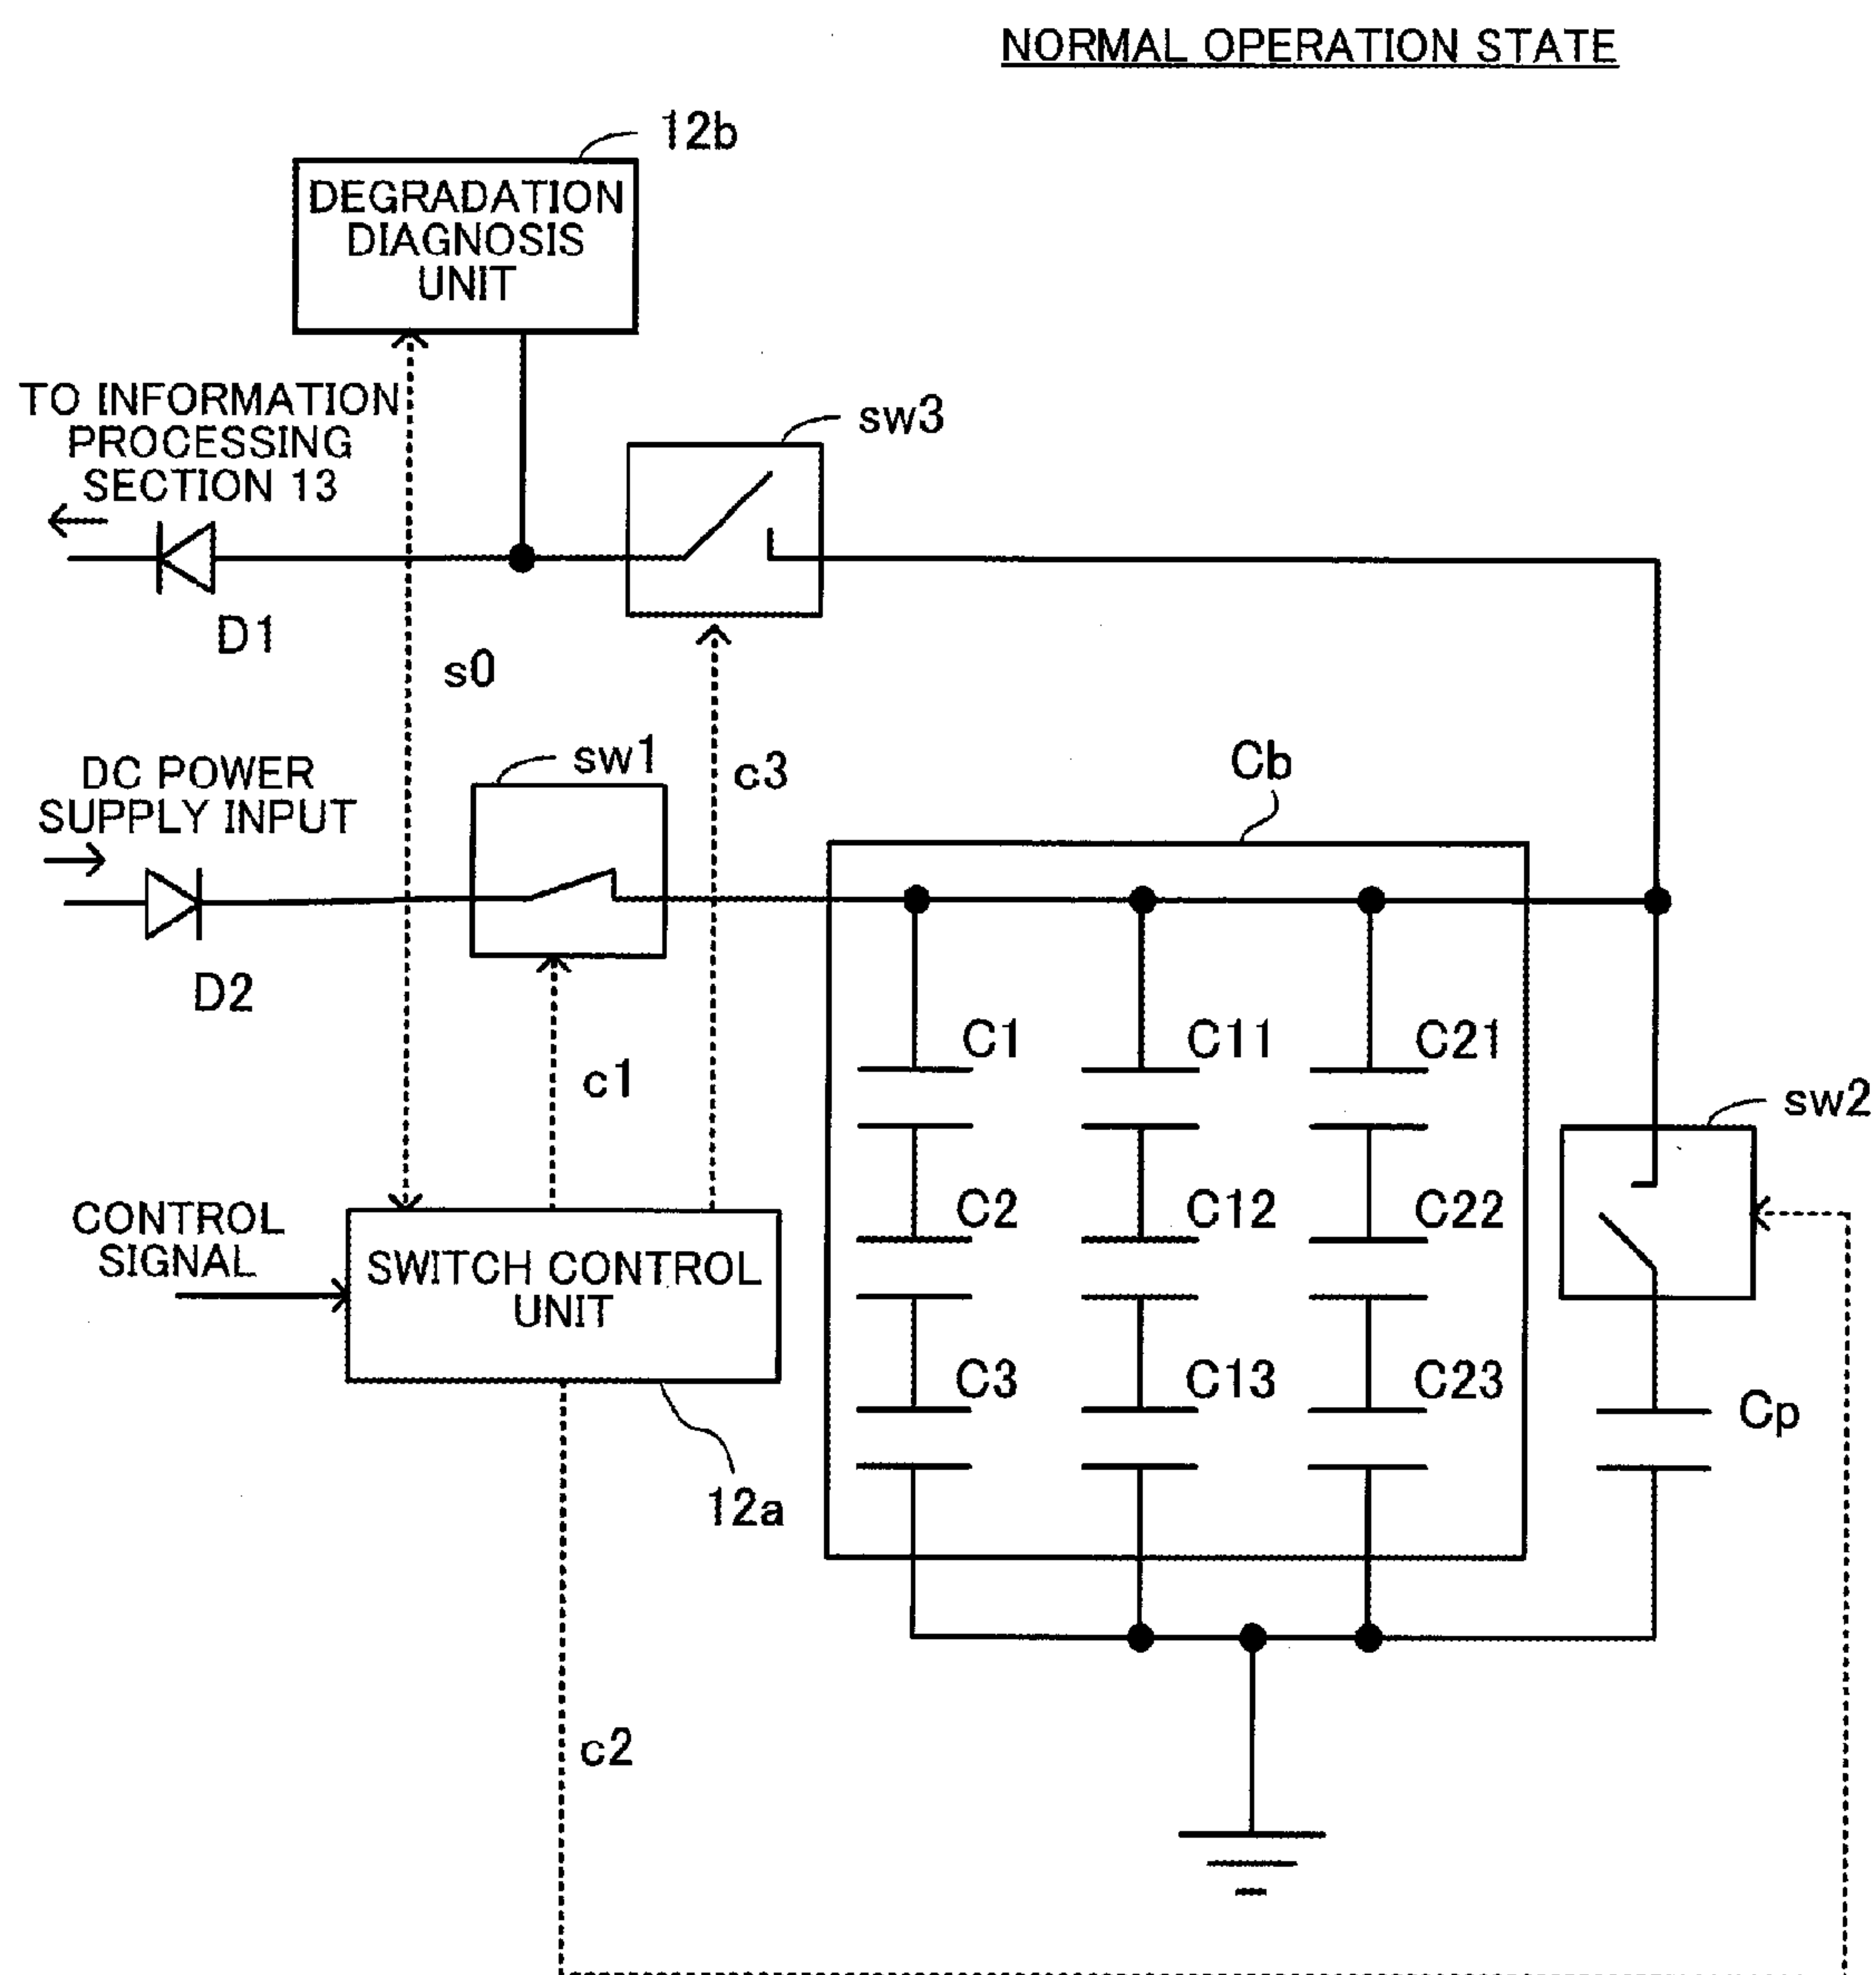 NORMAL OPERATION STATE
12b
DEGRADATION
DIAGNOSIS
UNIT
TO INFORMATION
PROCESSING
SECTION 13
sw3
D1
s0
DC POWER
SUPPLY INPUT
sw1
c3
Cb
D2
c1
C1
C11
C21
sw2
CONTROL
SIGNAL
SWITCH CONTROL
UNIT
C2
C12
C22
C3
C13
C23
Cp
12a
c2